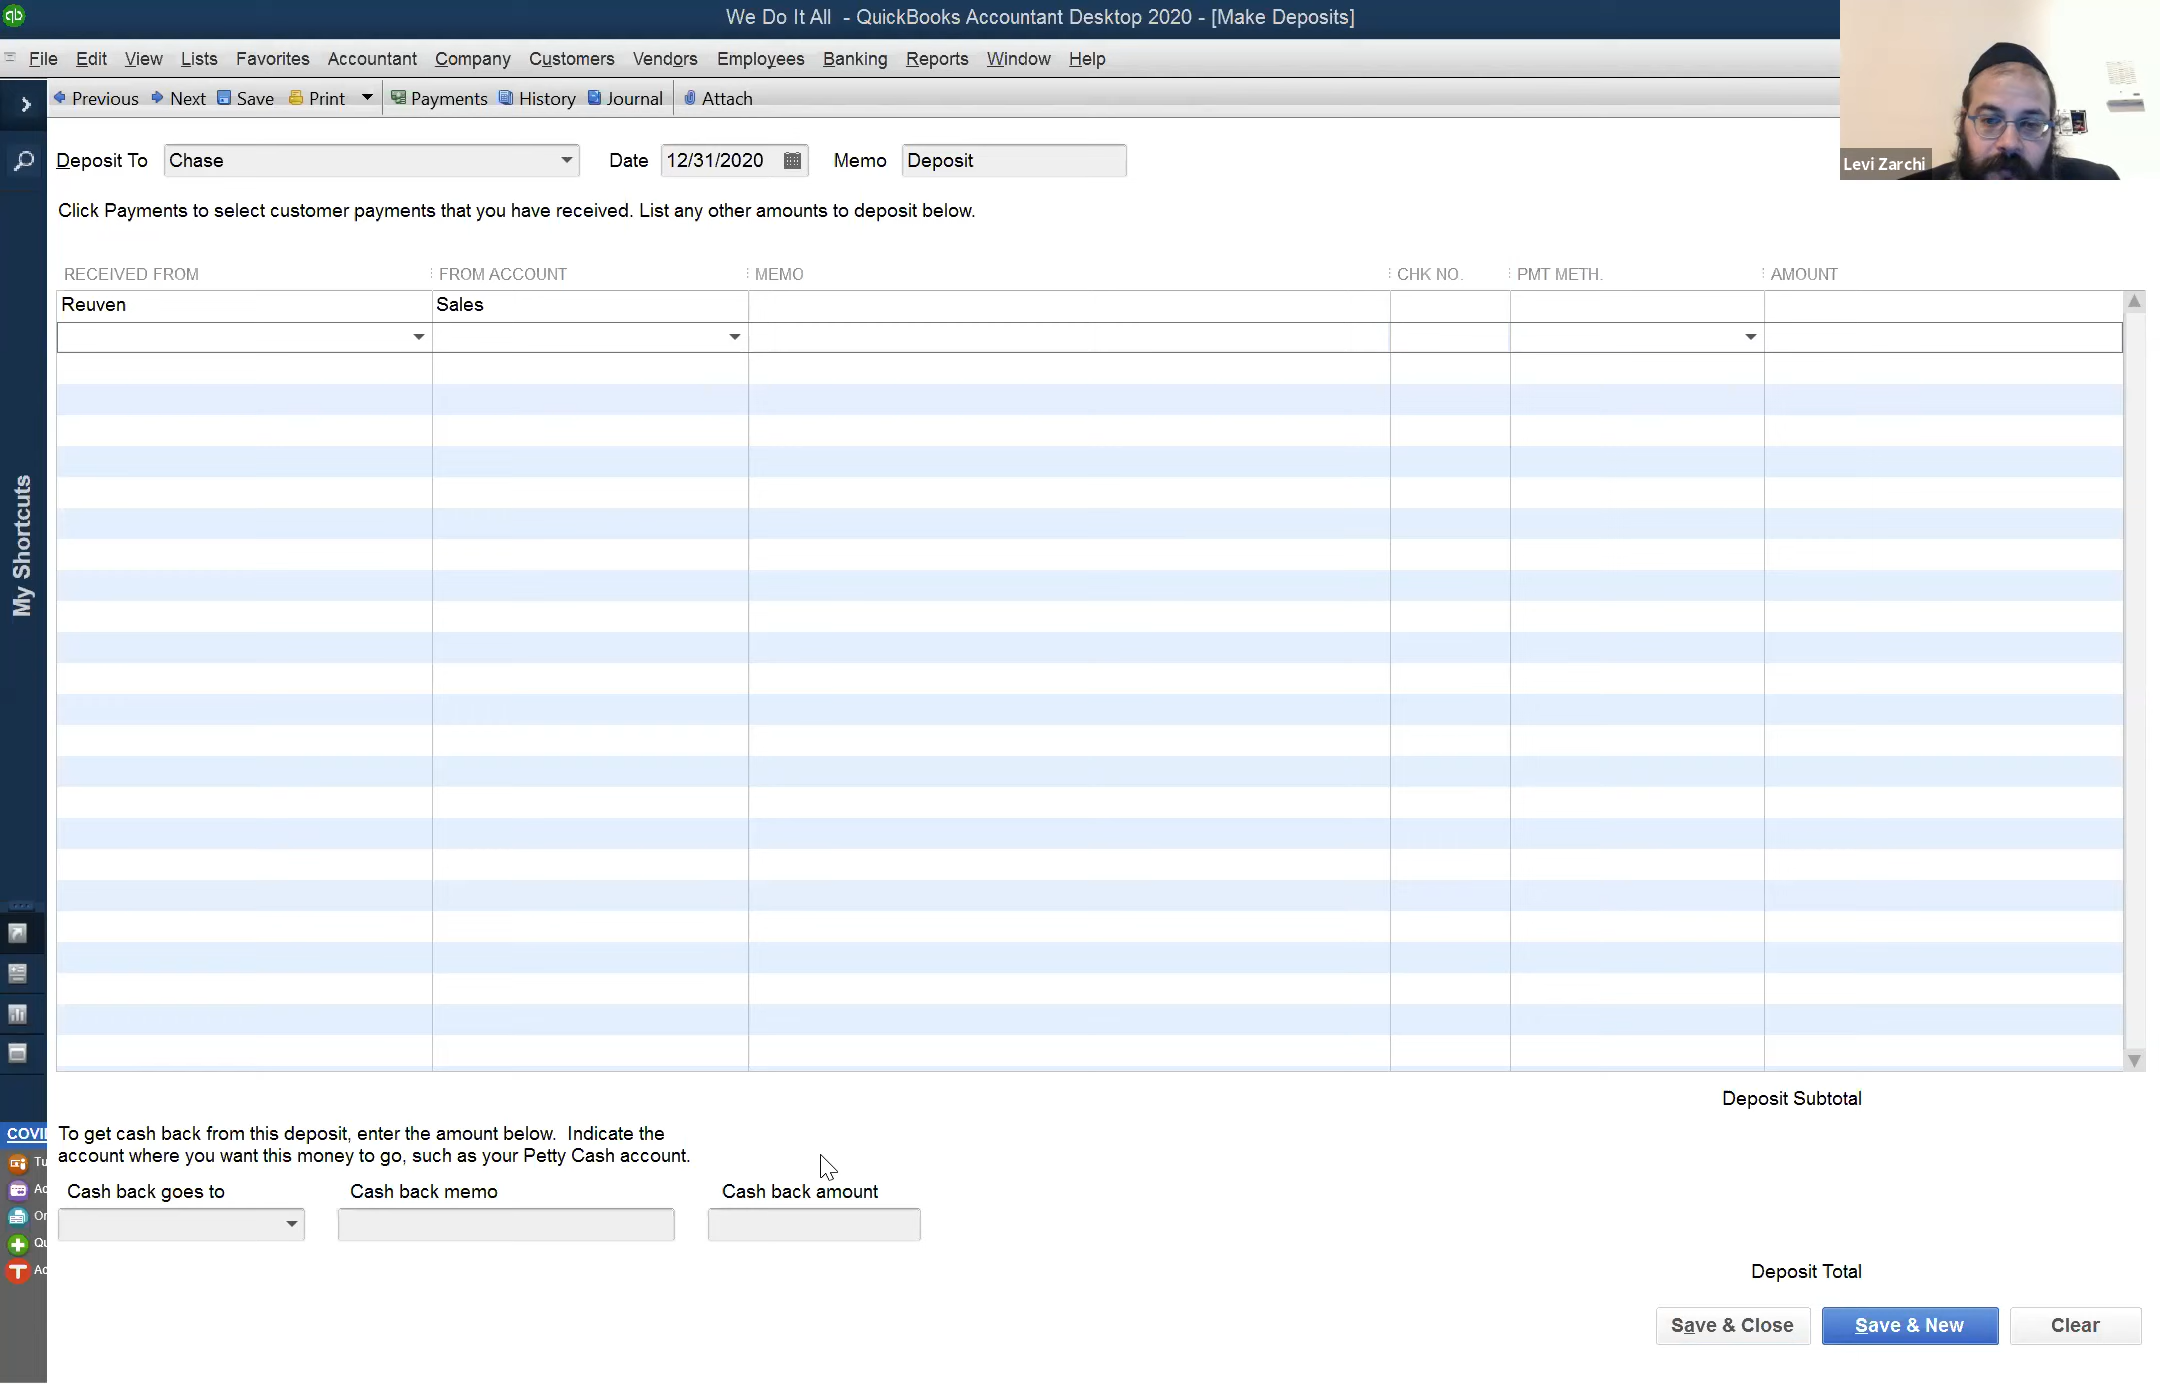 We Do It All - QuickBooks Accountant Desktop 2020 - [Make Deposits]
File Edit View Lists Favorites Accountant Company Customers Vendors Employees Banking Reports Window Help
Previous Next Save Print Payments History Journal Attach
Levi Zarchi
Deposit To Chase Date 12/31/2020 Memo Deposit
Click Payments to select customer payments that you have received. List any other amounts to deposit below.
RECEIVED FROM FROM ACCOUNT MEMO CHK NO. PMT METH. AMOUNT
Reuven Sales
My Shortcuts
Deposit Subtotal
COVI
To get cash back from this deposit, enter the amount below. Indicate the
account where you want this money to go, such as your Petty Cash account.
Tu
Ac
Or
Qu
Ac
Cash back goes to Cash back memo Cash back amount
Deposit Total
Save & Close Save & New Clear